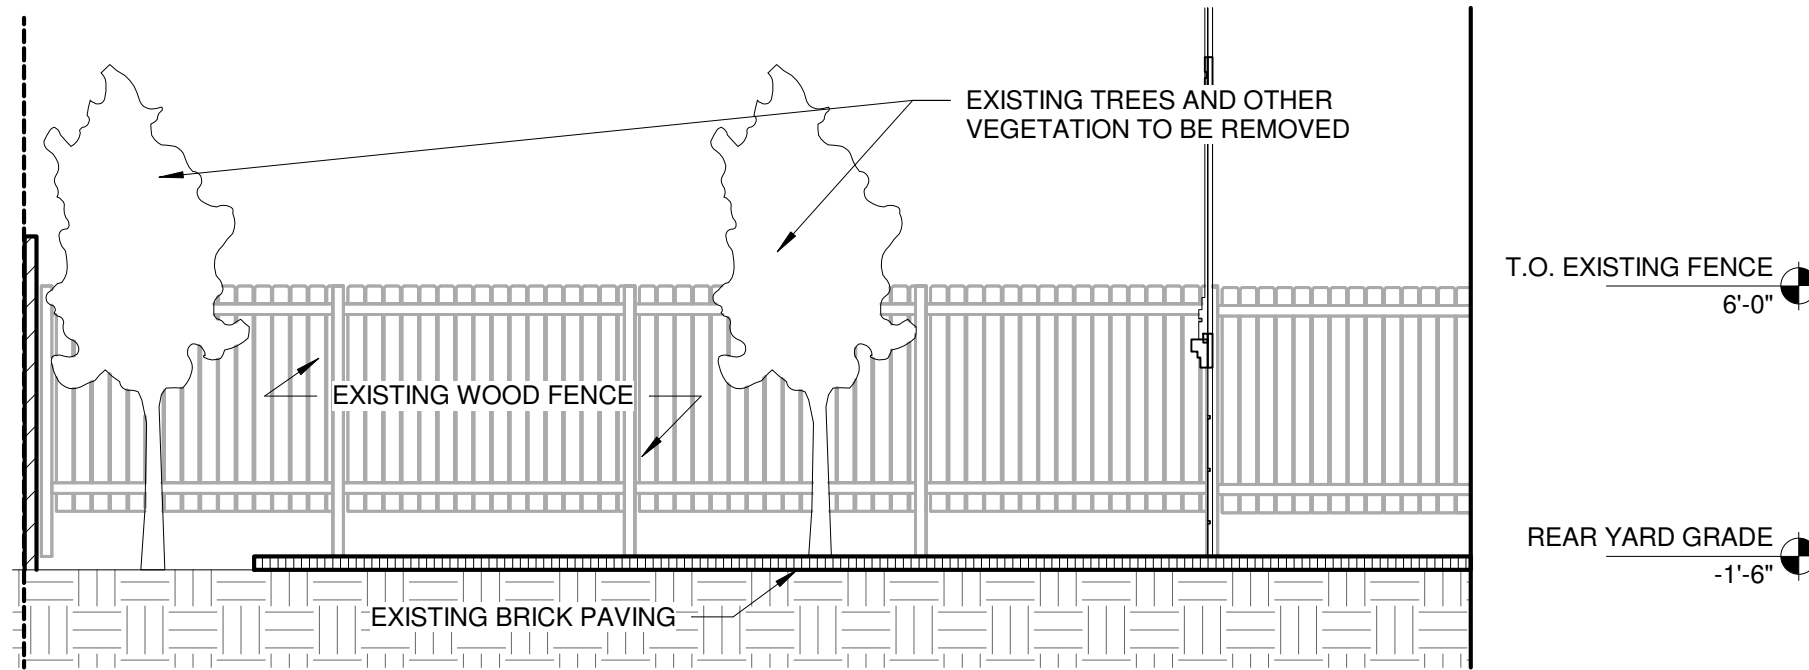 EXISTING TREES AND OTHER
VEGETATION TO BE REMOVED
T.O. EXISTING FENCE
6'-0"
EXISTING WOOD FENCE
REAR YARD GRADE
-1'-6"
EXISTING BRICK PAVING